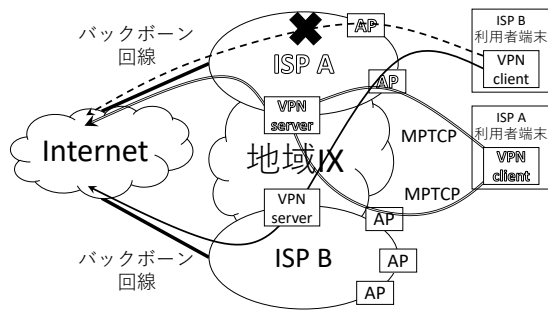 バックボーン
回線
AP
ISP A
AP
ISP B
利用者端末
VPN
client
ISP A
利用者端末
VPN
client
VPN
server
MPTCP
MPTCP
Internet
地域IX
VPN
server
AP
AP
AP
ISP B
バックボーン
回線